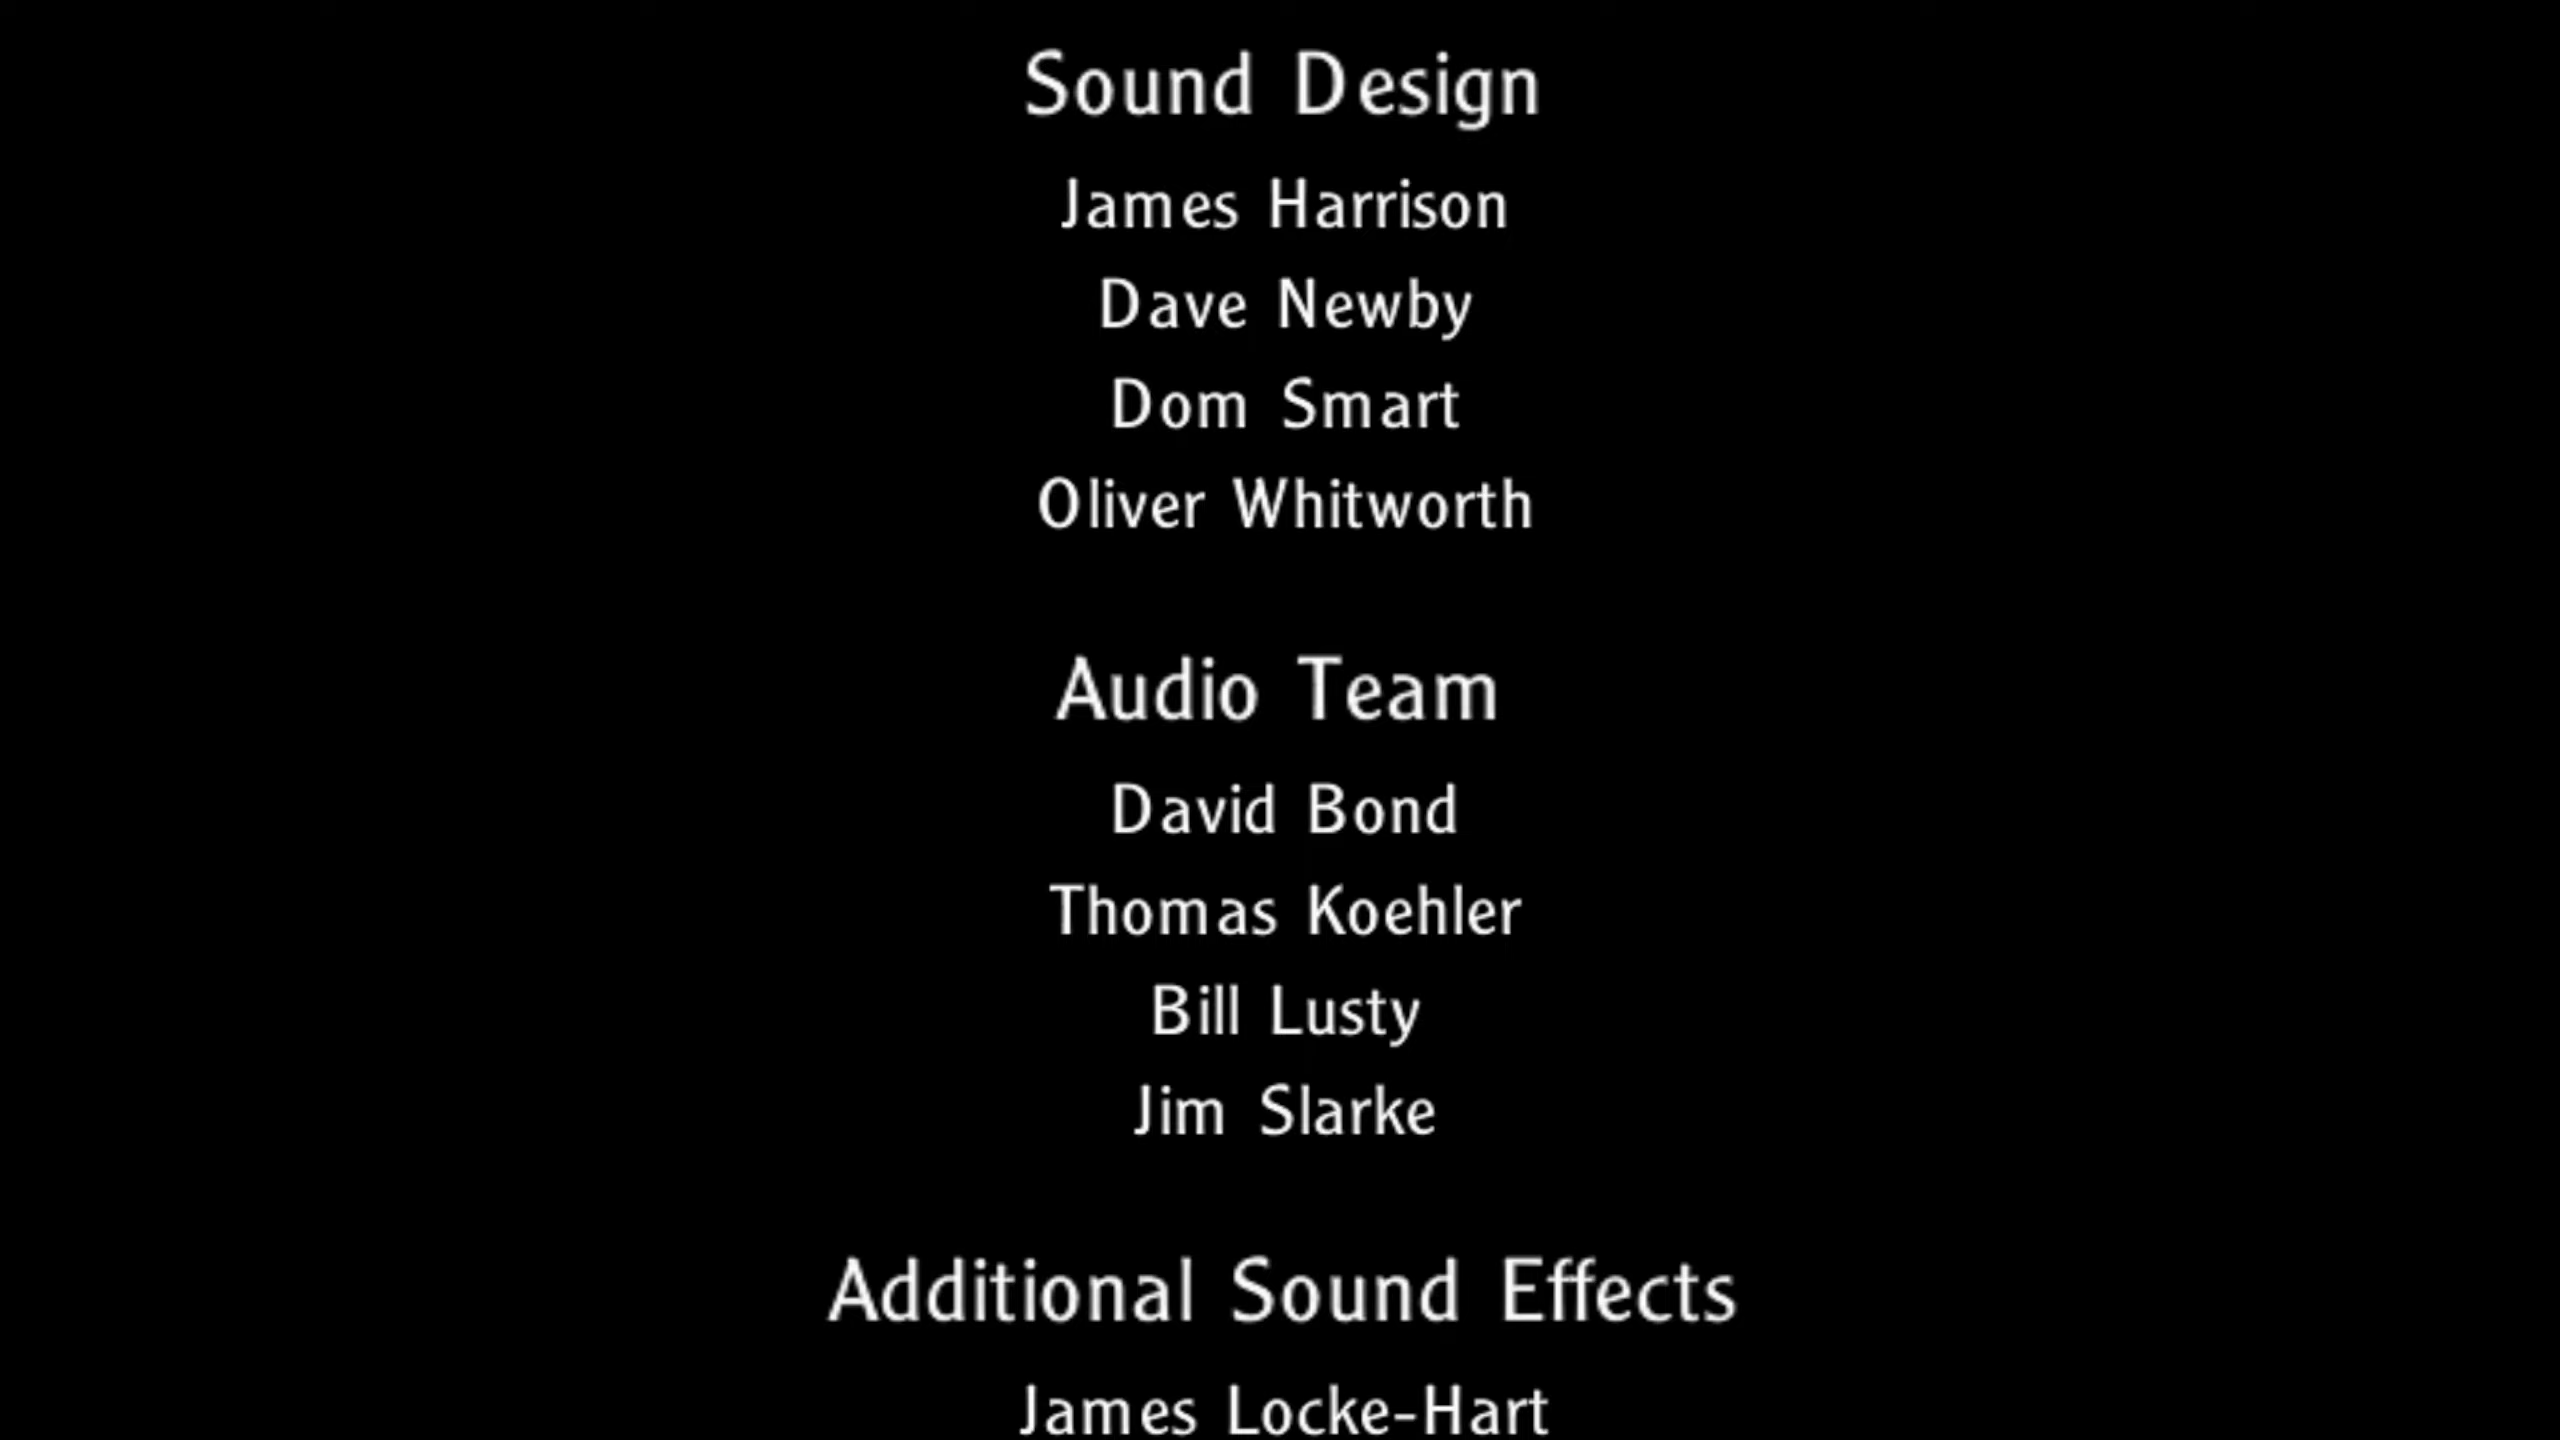 Sound Design
James Harrison
Dave Newby
Dom Smart
Oliver Whitworth
Audio Team
David Bond
Thomas Koehler
Bill Lusty
Jim Slarke
Additional Sound Effects
James Locke-Hart